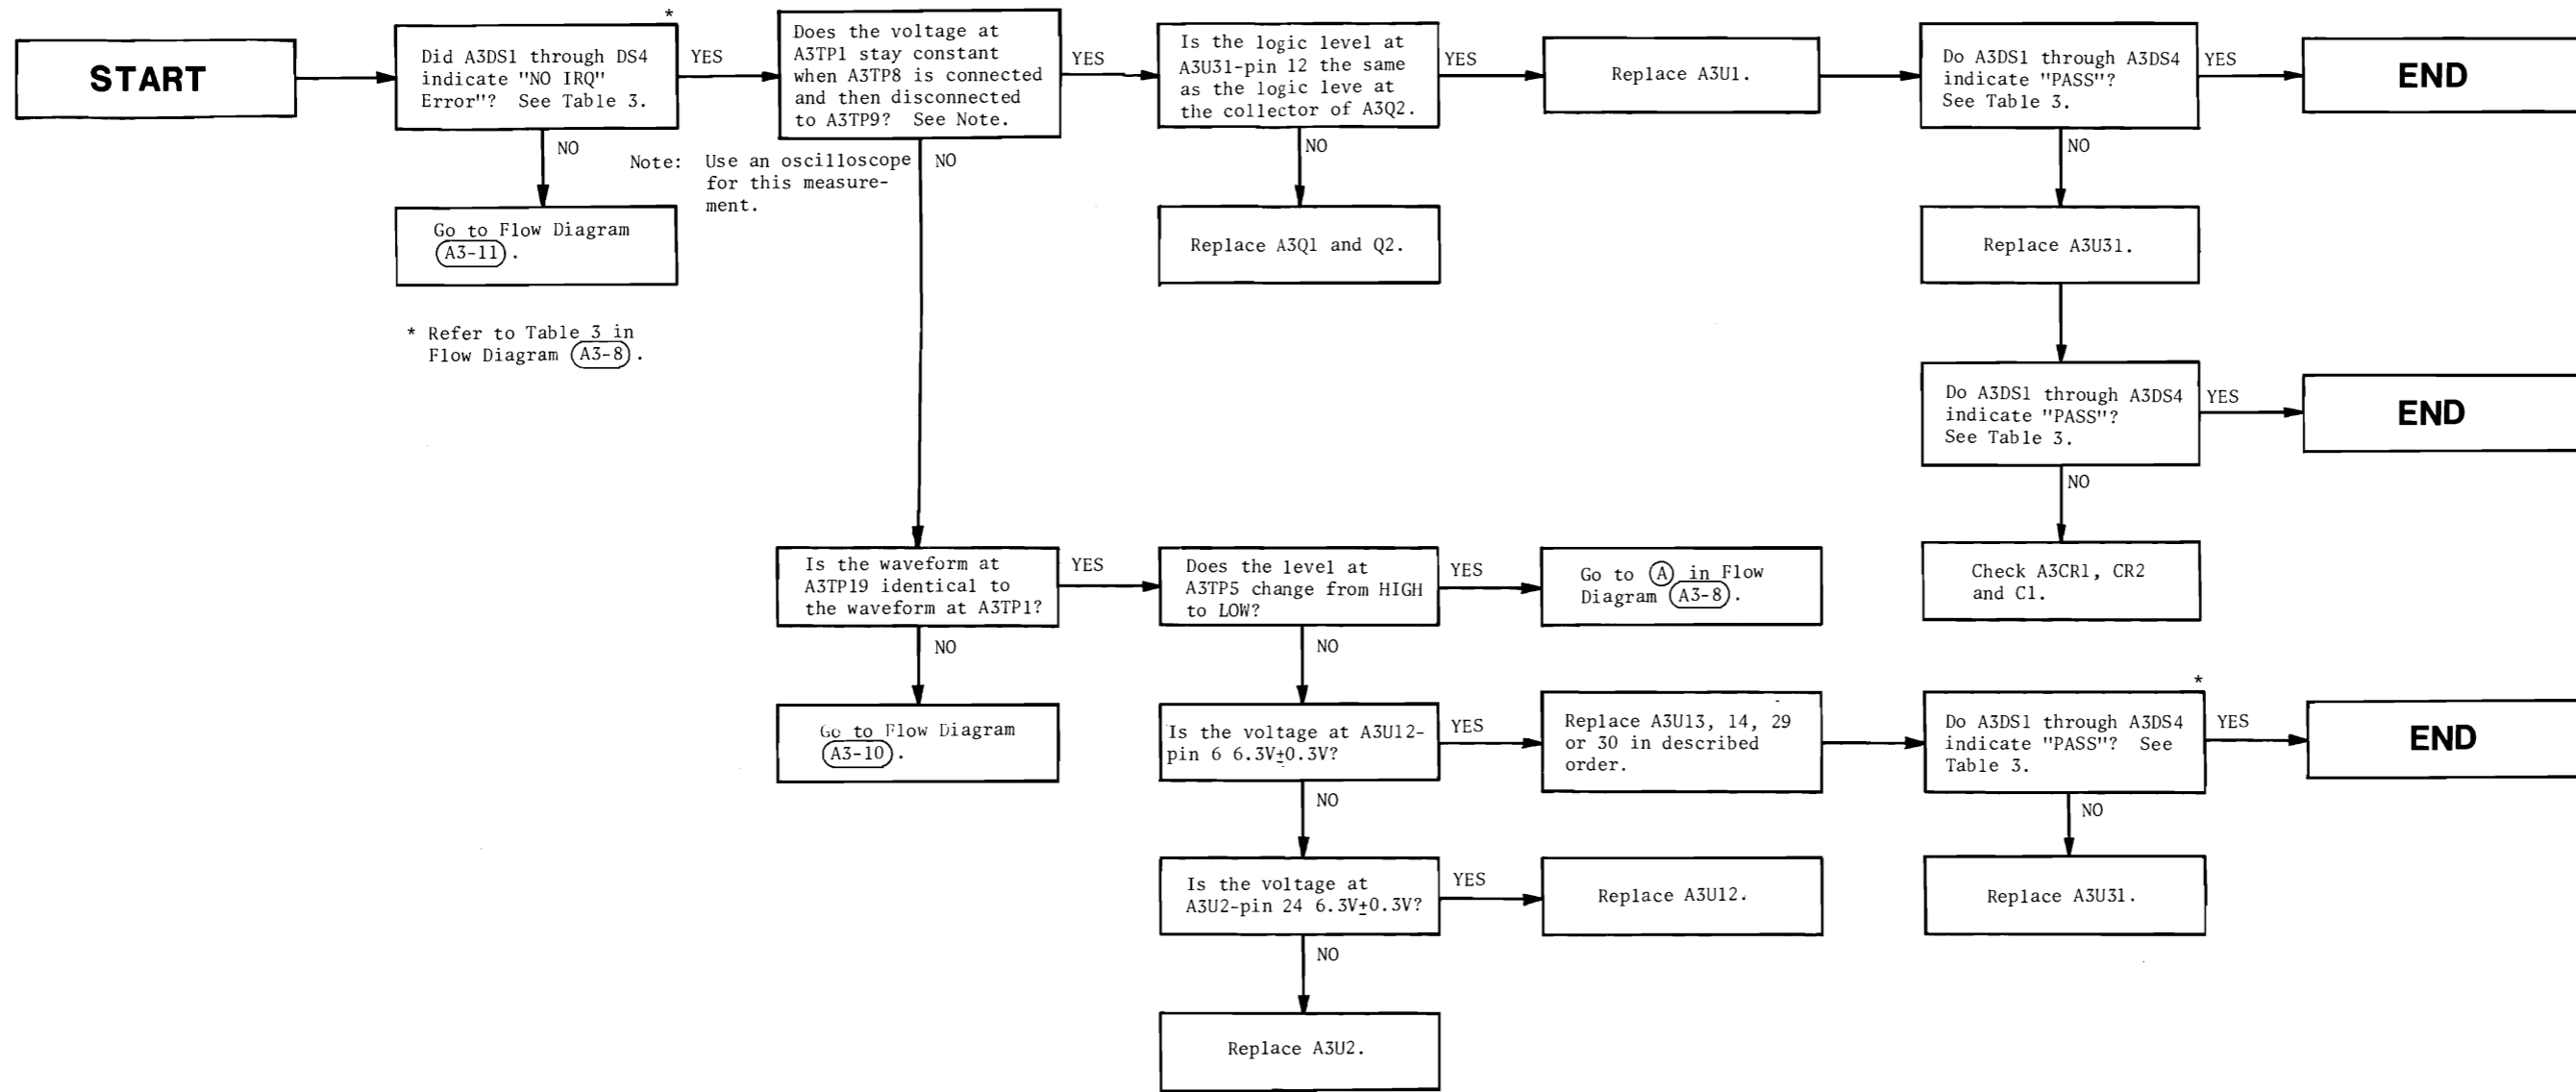 START
*
Did A3DS1 through DS4
indicate "NO IRQ"
Error"? See Table 3.
YES
NO
Go to Flow Diagram
A3-11.
* Refer to Table 3 in
Flow Diagram A3-8.
Does the voltage at
A3TP1 stay constant
when A3TP8 is connected
and then disconnected
to A3TP9? See Note.
YES
NO
Note: Use an oscilloscope
for this measure-
ment.
Is the logic level at
A3U31-pin 12 the same
as the logic leve at
the collector of A3Q2.
YES
NO
Replace A3Q1 and Q2.
Replace A3U1.
Do A3DS1 through A3DS4
indicate "PASS"?
See Table 3.
YES
END
NO
Replace A3U31.
Do A3DS1 through A3DS4
indicate "PASS"?
See Table 3.
YES
END
NO
Check A3CR1, CR2
and C1.
Is the waveform at
A3TP19 identical to
the waveform at A3TP1?
YES
NO
Go to Flow Diagram
A3-10.
Does the level at
A3TP5 change from HIGH
to LOW?
YES
Go to A in Flow
Diagram A3-8.
NO
Is the voltage at A3U12-
pin 6 6.3V±0.3V?
YES
Replace A3U13, 14, 29
or 30 in described
order.
*
Do A3DS1 through A3DS4
indicate "PASS"? See
Table 3.
YES
END
NO
Replace A3U31.
NO
Is the voltage at
A3U2-pin 24 6.3V±0.3V?
YES
Replace A3U12.
NO
Replace A3U2.